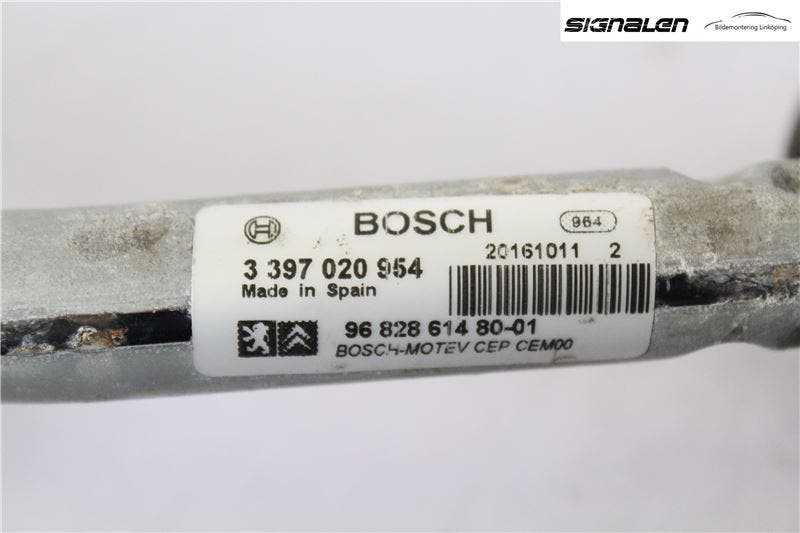 SIGNALEN
Bildemontering Linköping
BOSCH
964
3 397 020 954
20161011 2
Made in Spain
96 828 614 80-01
BOSCH-MOTEV CEP CEM00